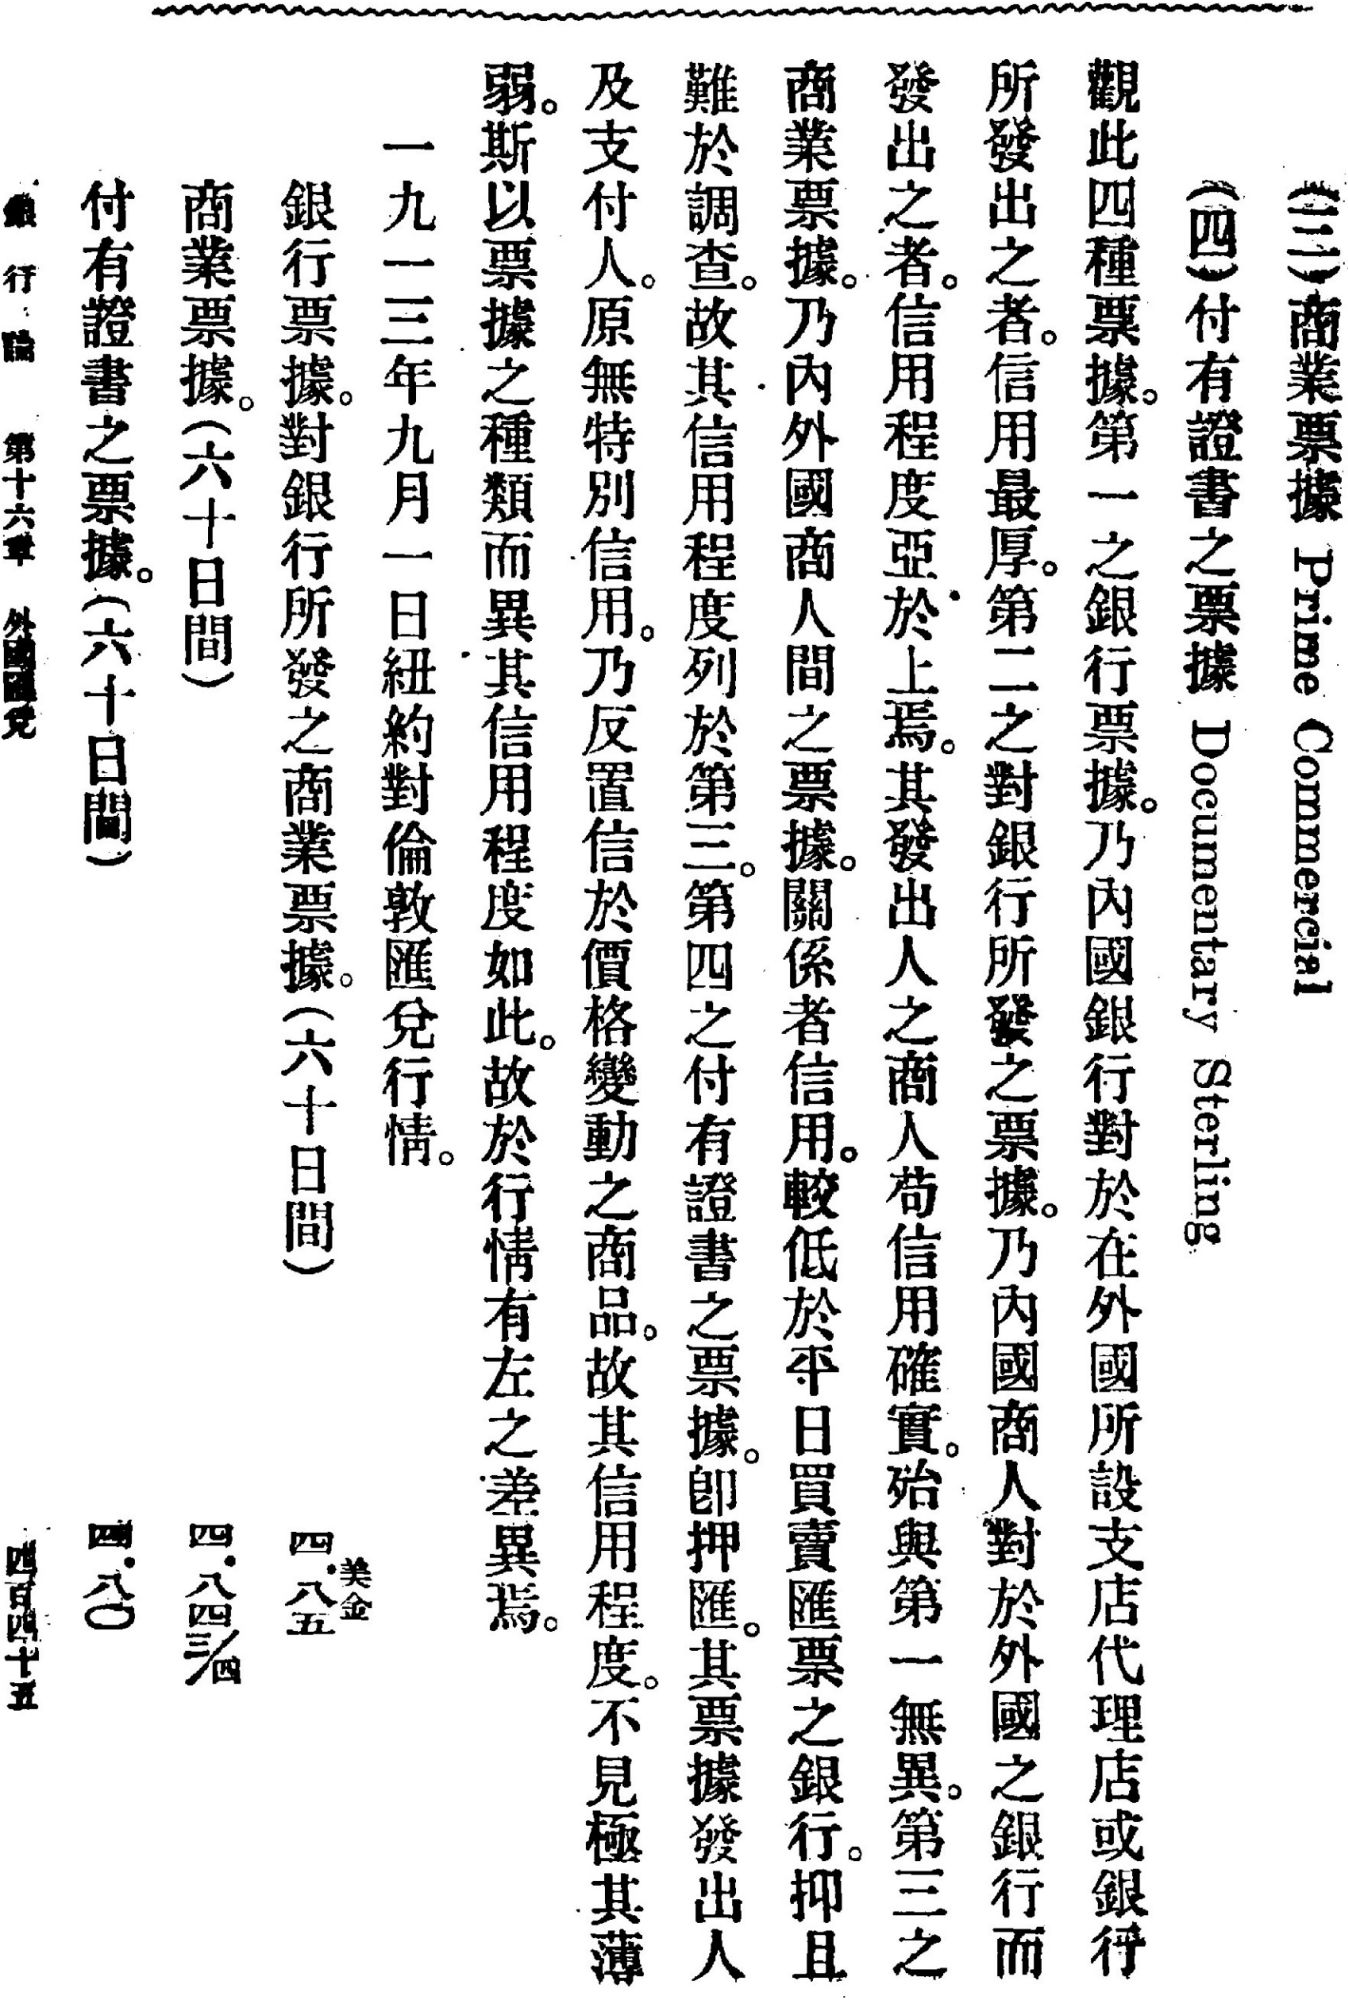 (三)商業票據 Prime Commercial
(四)付有證書之票據 Documentary Sterling
觀此四種票據。第一之銀行票據。乃內國銀行對於在外國所設支店代理店或銀行
所發出之者。信用最厚。第二之對銀行所發之票據。乃內國商人對於外國之銀行而
發出之者。信用程度亞於上焉。其發出人之商人苟信用確實。殆與第一無異。第三之
商業票據。乃內外國商人間之票據。關係者信用。較低於平日買賣匯票之銀行。抑且
難於調查。故其信用程度列於第三。第四之付有證書之票據。卽押匯。其票據發出人
及支付人。原無特別信用。乃反置信於價格變動之商品。故其信用程度。不見極其薄
弱。斯以票據之種類而異其信用程度如此。故於行情有左之差異焉。
一九一三年九月一日紐約對倫敦匯兌行情。
美金
銀行票據。對銀行所發之商業票據。(六十日間) 四.八五
商業票據。(六十日間) 四.八四三/四
付有證書之票據。(六十日間) 四.八〇
銀行論 第十六章 外國匯兌 四百四十五